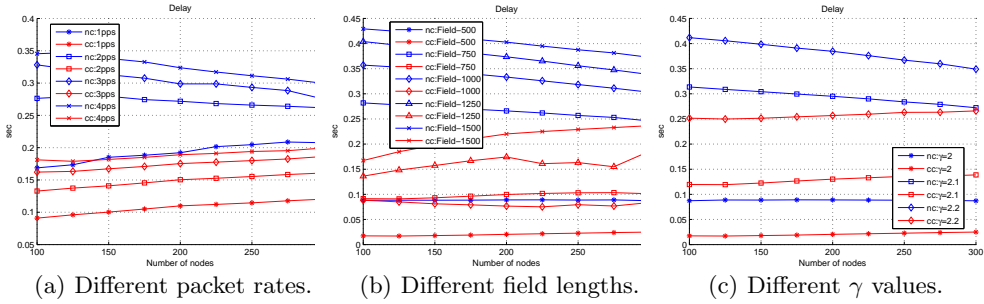 Delay
0.4
0.35
0.3
0.25
0.2
0.15
0.1
0.05
sec
nc:1pps
cc:1pps
nc:2pps
cc:2pps
nc:3pps
cc:3pps
nc:4pps
cc:4pps
100
150
200
250
Number of nodes
(a) Different packet rates.
Delay
0.45
0.4
0.35
0.3
0.25
0.2
0.15
0.1
0.05
0
sec
nc:Field-500
cc:Field-500
nc:Field-750
cc:Field-750
nc:Field-1000
cc:Field-1000
nc:Field-1250
cc:Field-1250
nc:Field-1500
cc:Field-1500
100
150
200
250
Number of nodes
(b) Different field lengths.
Delay
0.45
0.4
0.35
0.3
0.25
0.2
0.15
0.1
0.05
0
sec
nc:γ=2
cc:γ=2
nc:γ=2.1
cc:γ=2.1
nc:γ=2.2
cc:γ=2.2
100
150
200
250
300
Number of nodes
(c) Different γ values.